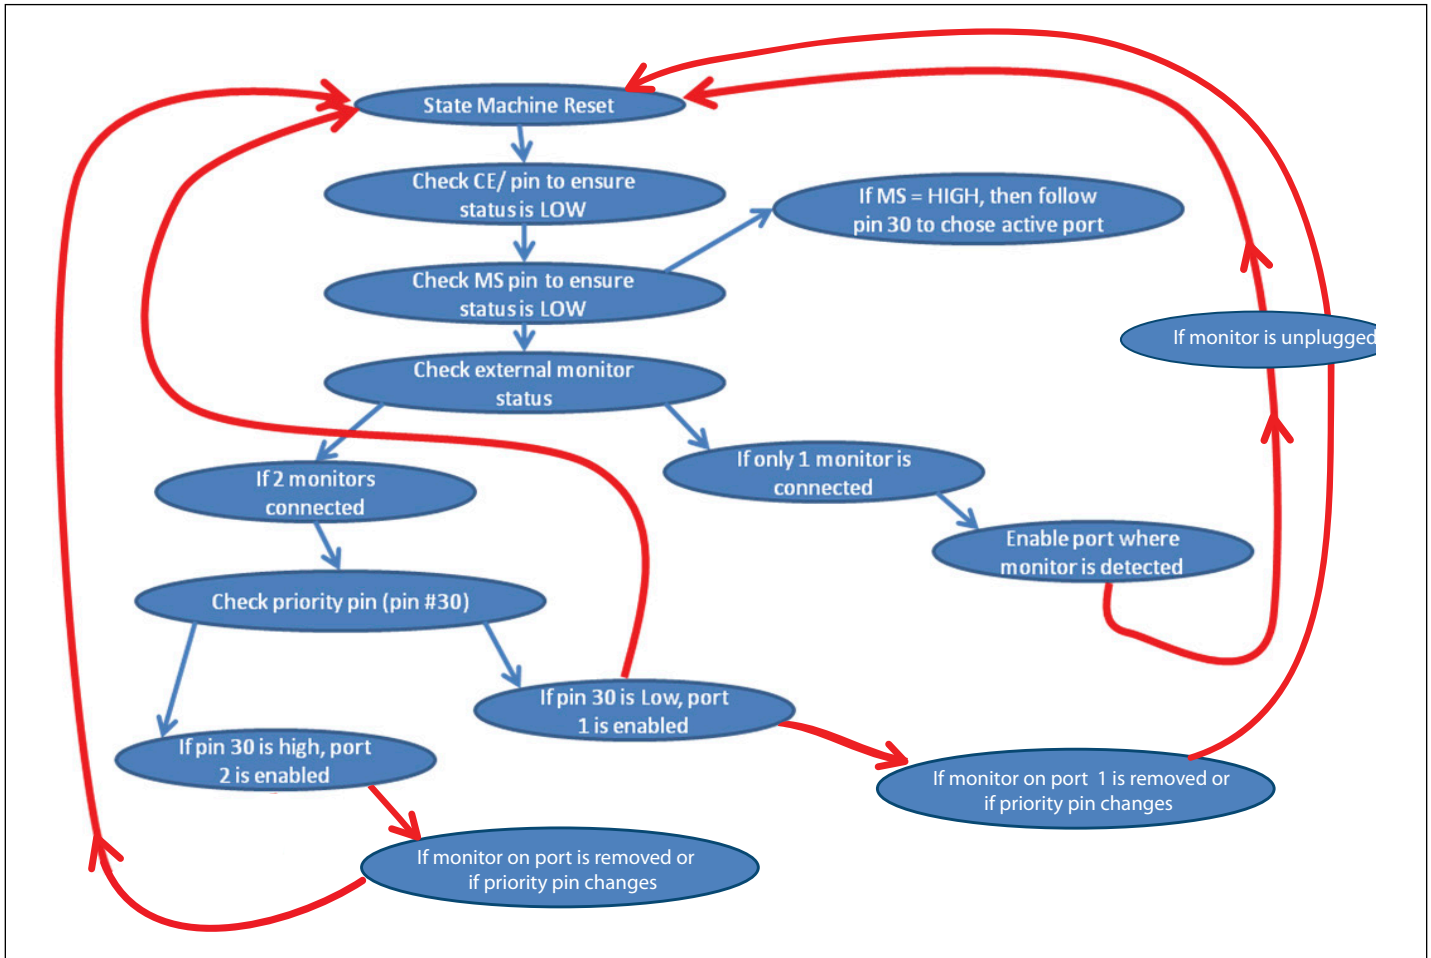 State Machine Reset
Check CE/ pin to ensure
status is LOW
If MS = HIGH, then follow
pin 30 to chose active port
Check MS pin to ensure
status is LOW
If monitor is unplugged
Check external monitor
status
If only 1 monitor is
connected
If 2 monitors
connected
Enable port where
monitor is detected
Check priority pin (pin #30)
If pin 30 is Low, port
1 is enabled
If pin 30 is high, port
2 is enabled
If monitor on port 1 is removed or
if priority pin changes
If monitor on port is removed or
if priority pin changes